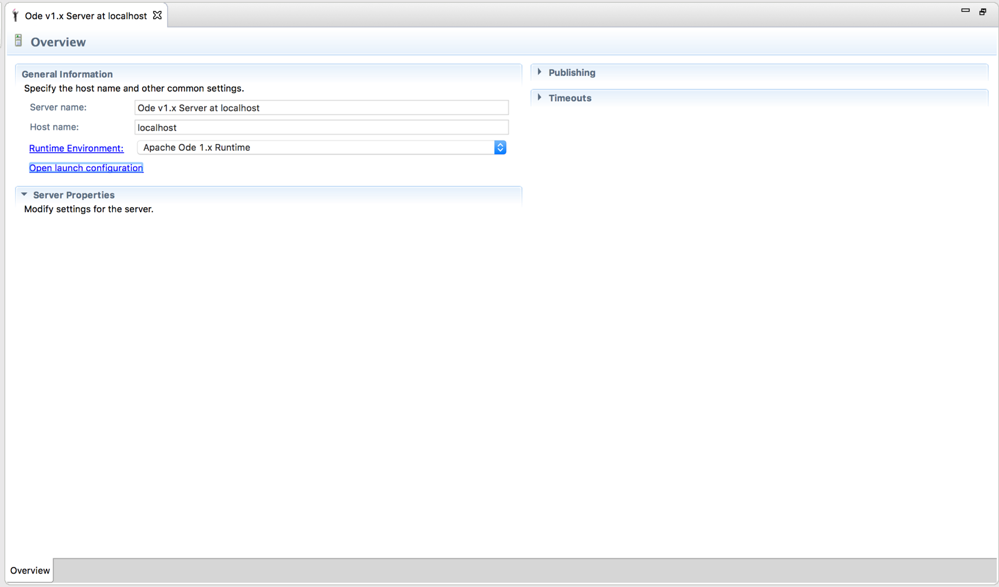 Ode v1.x Server at localhost
Overview
General Information
Specify the host name and other common settings.
Server name: Ode v1.x Server at localhost
Host name: localhost
Runtime Environment: Apache Ode 1.x Runtime
Open launch configuration
Server Properties
Modify settings for the server.
Publishing
Timeouts
Overview